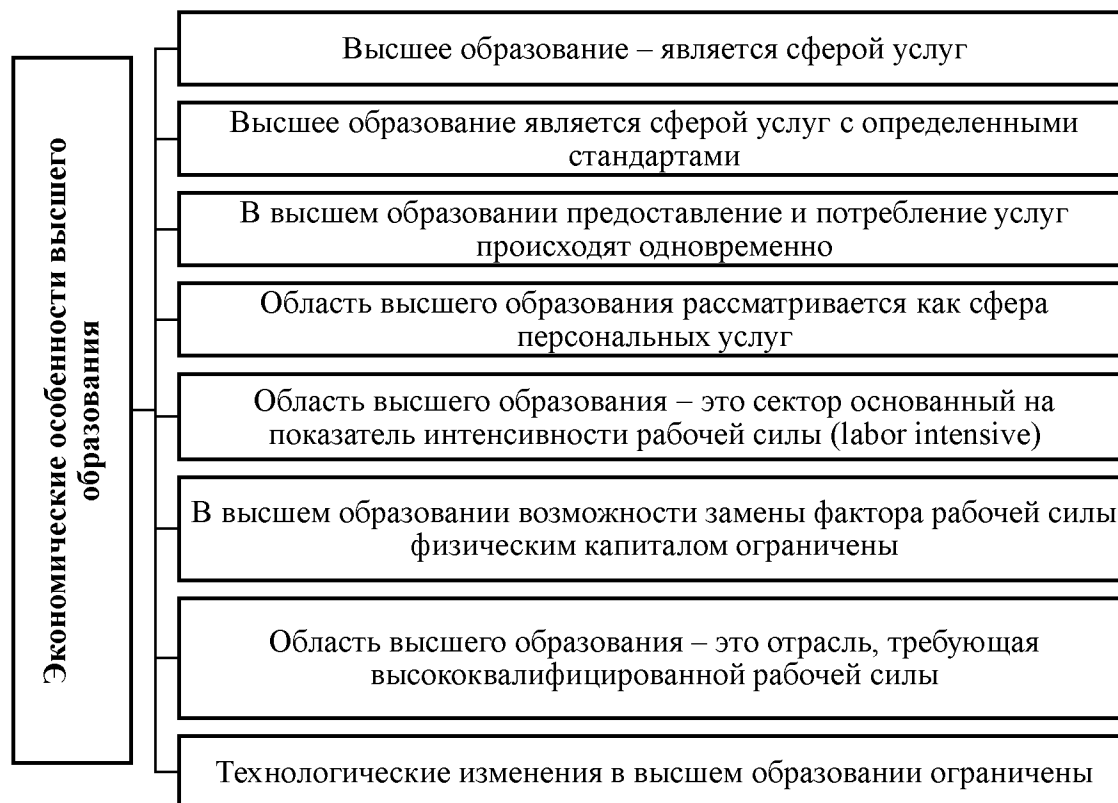 Экономические особенности высшего
образования
Высшее образование – является сферой услуг
Высшее образование является сферой услуг с определенными
стандартами
В высшем образовании предоставление и потребление услуг
происходят одновременно
Область высшего образования рассматривается как сфера
персональных услуг
Область высшего образования – это сектор основанный на
показатель интенсивности рабочей силы (labor intensive)
В высшем образовании возможности замены фактора рабочей силы
физическим капиталом ограничены
Область высшего образования – это отрасль, требующая
высококвалифицированной рабочей силы
Технологические изменения в высшем образовании ограничены